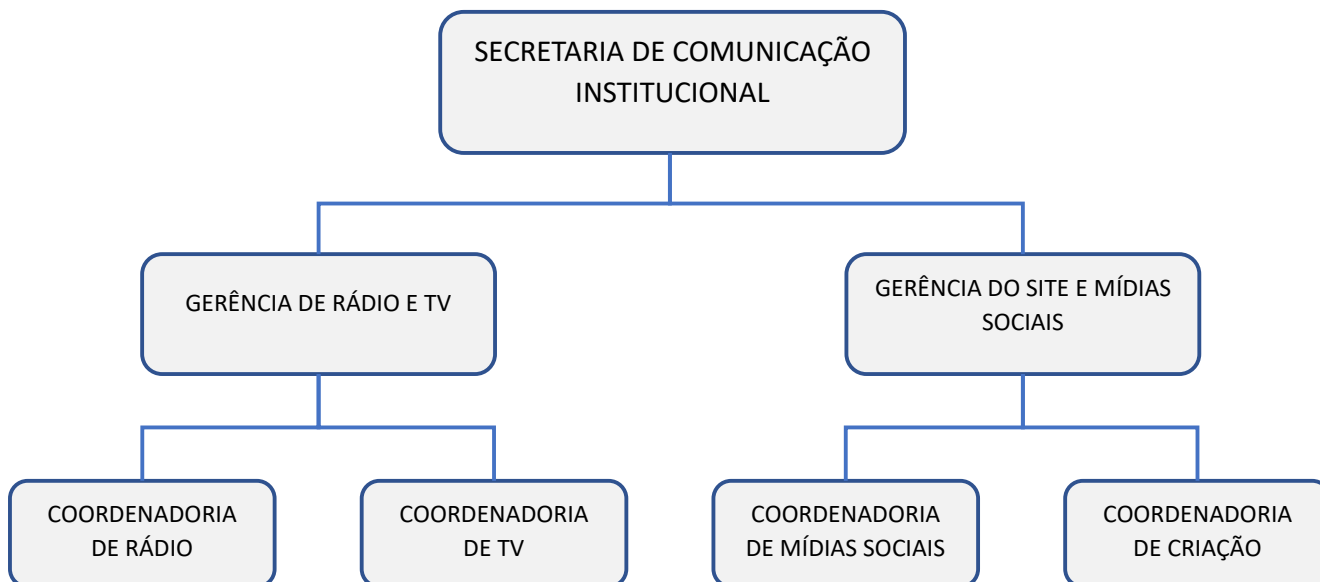 SECRETARIA DE COMUNICAÇÃO
INSTITUCIONAL
GERÊNCIA DE RÁDIO E TV
GERÊNCIA DO SITE E MÍDIAS
SOCIAIS
COORDENADORIA
DE RÁDIO
COORDENADORIA
DE TV
COORDENADORIA
DE MÍDIAS SOCIAIS
COORDENADORIA
DE CRIAÇÃO